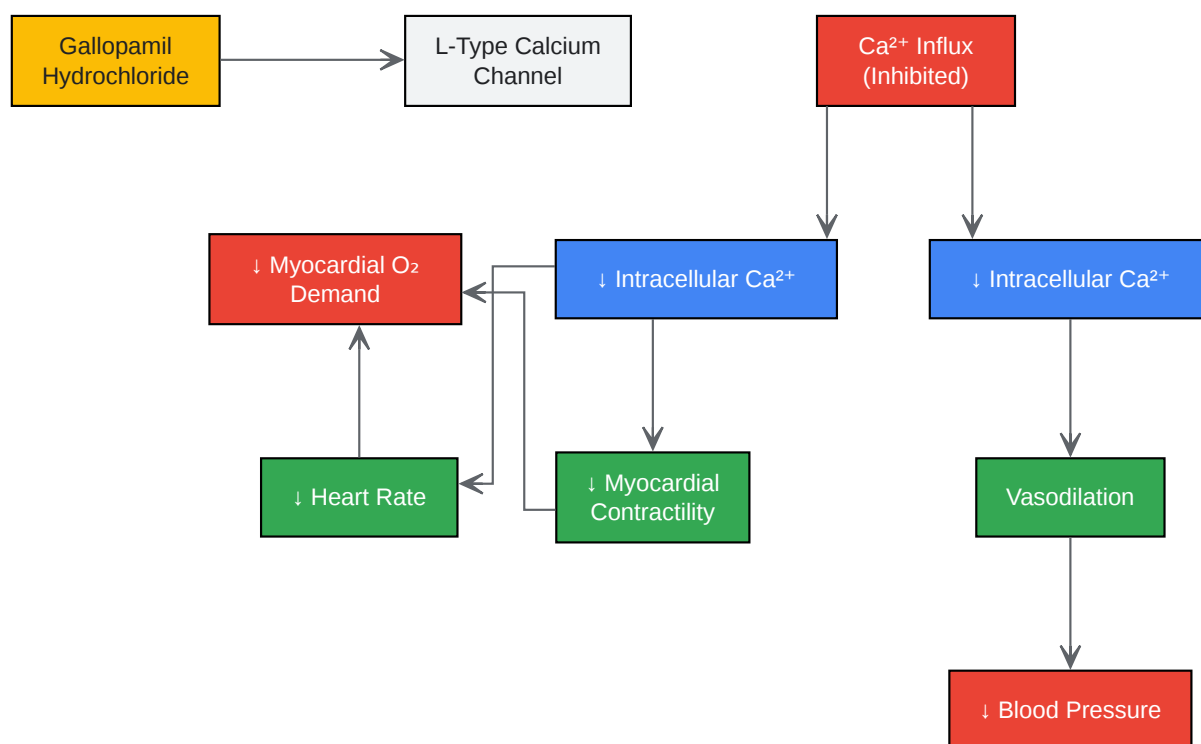 Gallopamil
Hydrochloride
L-Type Calcium
Channel
Ca²⁺ Influx
(Inhibited)
↓ Myocardial O₂
Demand
↓ Intracellular Ca²⁺
↓ Intracellular Ca²⁺
↓ Heart Rate
↓ Myocardial
Contractility
Vasodilation
↓ Blood Pressure